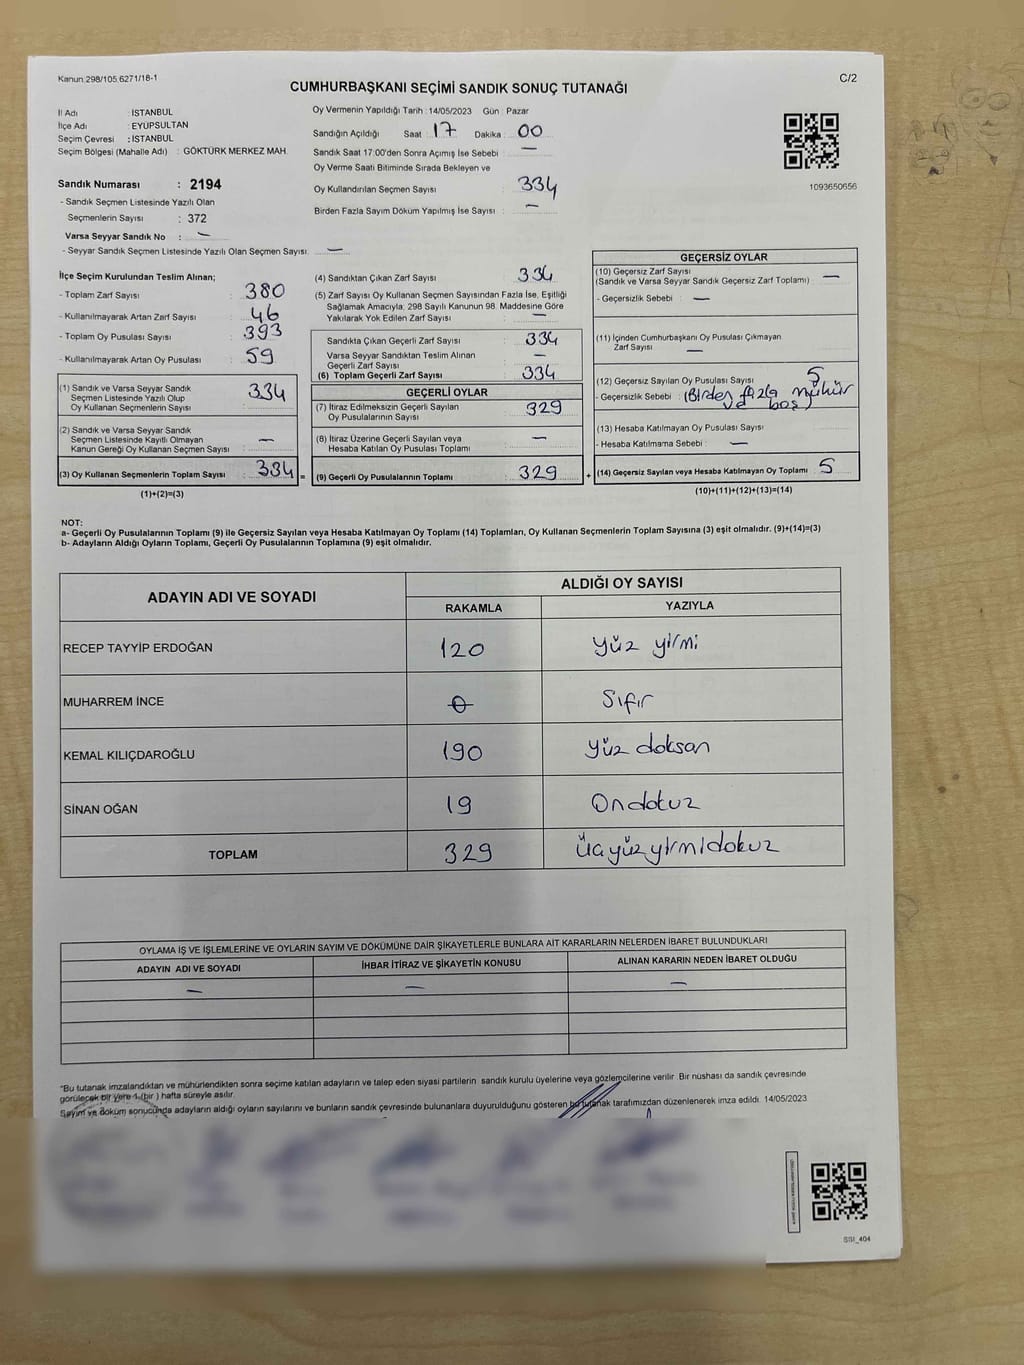 Kanun:298/105,6271/18-1
C/2
CUMHURBAŞKANI SEÇİMİ SANDIK SONUÇ TUTANAĞI
İl Adı : İSTANBUL
İlçe Adı : EYÜPSULTAN
Seçim Çevresi : İSTANBUL
Seçim Bölgesi (Mahalle Adı) : GÖKTÜRK MERKEZ MAH.
Sandık Numarası : 2194
- Sandık Seçmen Listesinde Yazılı Olan
Seçmenlerin Sayısı : 372
Varsa Seyyar Sandık No : —
- Seyyar Sandık Seçmen Listesinde Yazılı Olan Seçmen Sayısı: —
Oy Vermenin Yapıldığı Tarih : 14/05/2023 Gün : Pazar
Sandığın Açıldığı Saat : 17 Dakika : 00
Sandık Saat 17:00'den Sonra Açımış İse Sebebi : —
Oy Verme Saati Bitiminde Sırada Bekleyen ve
Oy Kullandırılan Seçmen Sayısı : 334
Birden Fazla Sayım Döküm Yapılmış İse Sayısı : —
1093650656
İlçe Seçim Kurulundan Teslim Alınan;
- Toplam Zarf Sayısı : 380
- Kullanılmayarak Artan Zarf Sayısı : 46
- Toplam Oy Pusulası Sayısı : 393
- Kullanılmayarak Artan Oy Pusulası : 59
(1) Sandık ve Varsa Seyyar Sandık
Seçmen Listesinde Yazılı Olup
Oy Kullanan Seçmenlerin Sayısı : 334
(2) Sandık ve Varsa Seyyar Sandık
Seçmen Listesinde Kayıtlı Olmayan
Kanun Gereği Oy Kullanan Seçmen Sayısı : —
(3) Oy Kullanan Seçmenlerin Toplam Sayısı : 334 =
(1)+(2)=(3)
(4) Sandıktan Çıkan Zarf Sayısı : 334
(5) Zarf Sayısı Oy Kullanan Seçmen Sayısından Fazla İse, Eşitliği
Sağlamak Amacıyla; 298 Sayılı Kanunun 98. Maddesine Göre
Yakılarak Yok Edilen Zarf Sayısı : —
Sandıkta Çıkan Geçerli Zarf Sayısı : 334
Varsa Seyyar Sandıktan Teslim Alınan
Geçerli Zarf Sayısı : —
(6) Toplam Geçerli Zarf Sayısı : 334
GEÇERLİ OYLAR
(7) İtiraz Edilmeksizin Geçerli Sayılan
Oy Pusulalarının Sayısı : 329
(8) İtiraz Üzerine Geçerli Sayılan veya
Hesaba Katılan Oy Pusulası Toplamı : —
(9) Geçerli Oy Pusulalarının Toplamı : 329 +
GEÇERSİZ OYLAR
(10) Geçersiz Zarf Sayısı
(Sandık ve Varsa Seyyar Sandık Geçersiz Zarf Toplamı) : —
- Geçersizlik Sebebi : —
(11) İçinden Cumhurbaşkanı Oy Pusulası Çıkmayan
Zarf Sayısı : —
(12) Geçersiz Sayılan Oy Pusulası Sayısı : 5
- Geçersizlik Sebebi : (Birden fazla mühür
ve boş)
(13) Hesaba Katılmayan Oy Pusulası Sayısı :
- Hesaba Katılmama Sebebi : —
(14) Geçersiz Sayılan veya Hesaba Katılmayan Oy Toplamı : 5
(10)+(11)+(12)+(13)=(14)
NOT:
a- Geçerli Oy Pusulalarının Toplamı (9) ile Geçersiz Sayılan veya Hesaba Katılmayan Oy Toplamı (14) Toplamları, Oy Kullanan Seçmenlerin Toplam Sayısına (3) eşit olmalıdır. (9)+(14)=(3)
b- Adayların Aldığı Oyların Toplamı, Geçerli Oy Pusulalarının Toplamına (9) eşit olmalıdır.
ADAYIN ADI VE SOYADI ALDIĞI OY SAYISI
RAKAMLA YAZIYLA
RECEP TAYYİP ERDOĞAN 120 yüz yirmi
MUHARREM İNCE 0 Sıfır
KEMAL KILIÇDAROĞLU 190 yüz doksan
SİNAN OĞAN 19 Ondokuz
TOPLAM 329 üçyüzyirmidokuz
OYLAMA İŞ VE İŞLEMLERİNE VE OYLARIN SAYIM VE DÖKÜMÜNE DAİR ŞİKAYETLERLE BUNLARA AİT KARARLARIN NELERDEN İBARET BULUNDUKLARI
ADAYIN ADI VE SOYADI İHBAR İTİRAZ VE ŞİKAYETİN KONUSU ALINAN KARARIN NEDEN İBARET OLDUĞU
— — —
"Bu tutanak imzalandıktan ve mühürlendikten sonra seçime katılan adayların ve talep eden siyasi partilerin sandık kurulu üyelerine veya gözlemcilerine verilir. Bir nüshası da sandık çevresinde
görülecek bir yere 1 (bir ) hafta süreyle asılır.
Sayım ve döküm sonucunda adayların aldığı oyların sayılarını ve bunların sandık çevresinde bulunanlara duyurulduğunu gösteren bu tutanak tarafımızdan düzenlenerek imza edildi. 14/05/2023
SSI_404